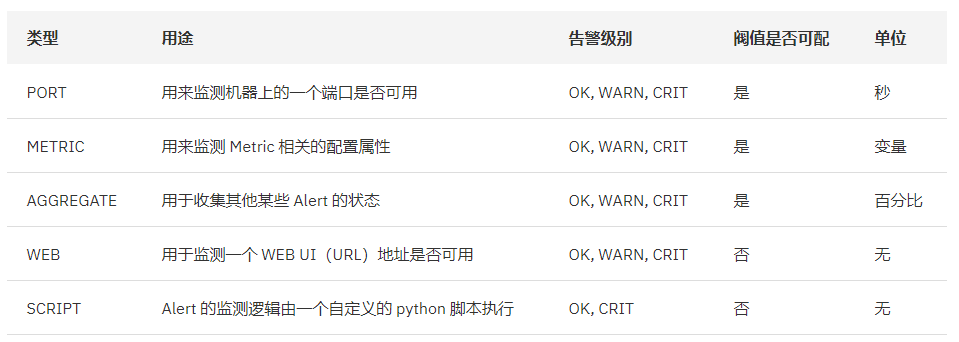 类型 用途 告警级别 阀值是否可配 单位
PORT 用来监测机器上的一个端口是否可用 OK, WARN, CRIT 是 秒
METRIC 用来监测 Metric 相关的配置属性 OK, WARN, CRIT 是 变量
AGGREGATE 用于收集其他某些 Alert 的状态 OK, WARN, CRIT 是 百分比
WEB 用于监测一个 WEB UI（URL）地址是否可用 OK, WARN, CRIT 否 无
SCRIPT Alert 的监测逻辑由一个自定义的 python 脚本执行 OK, CRIT 否 无